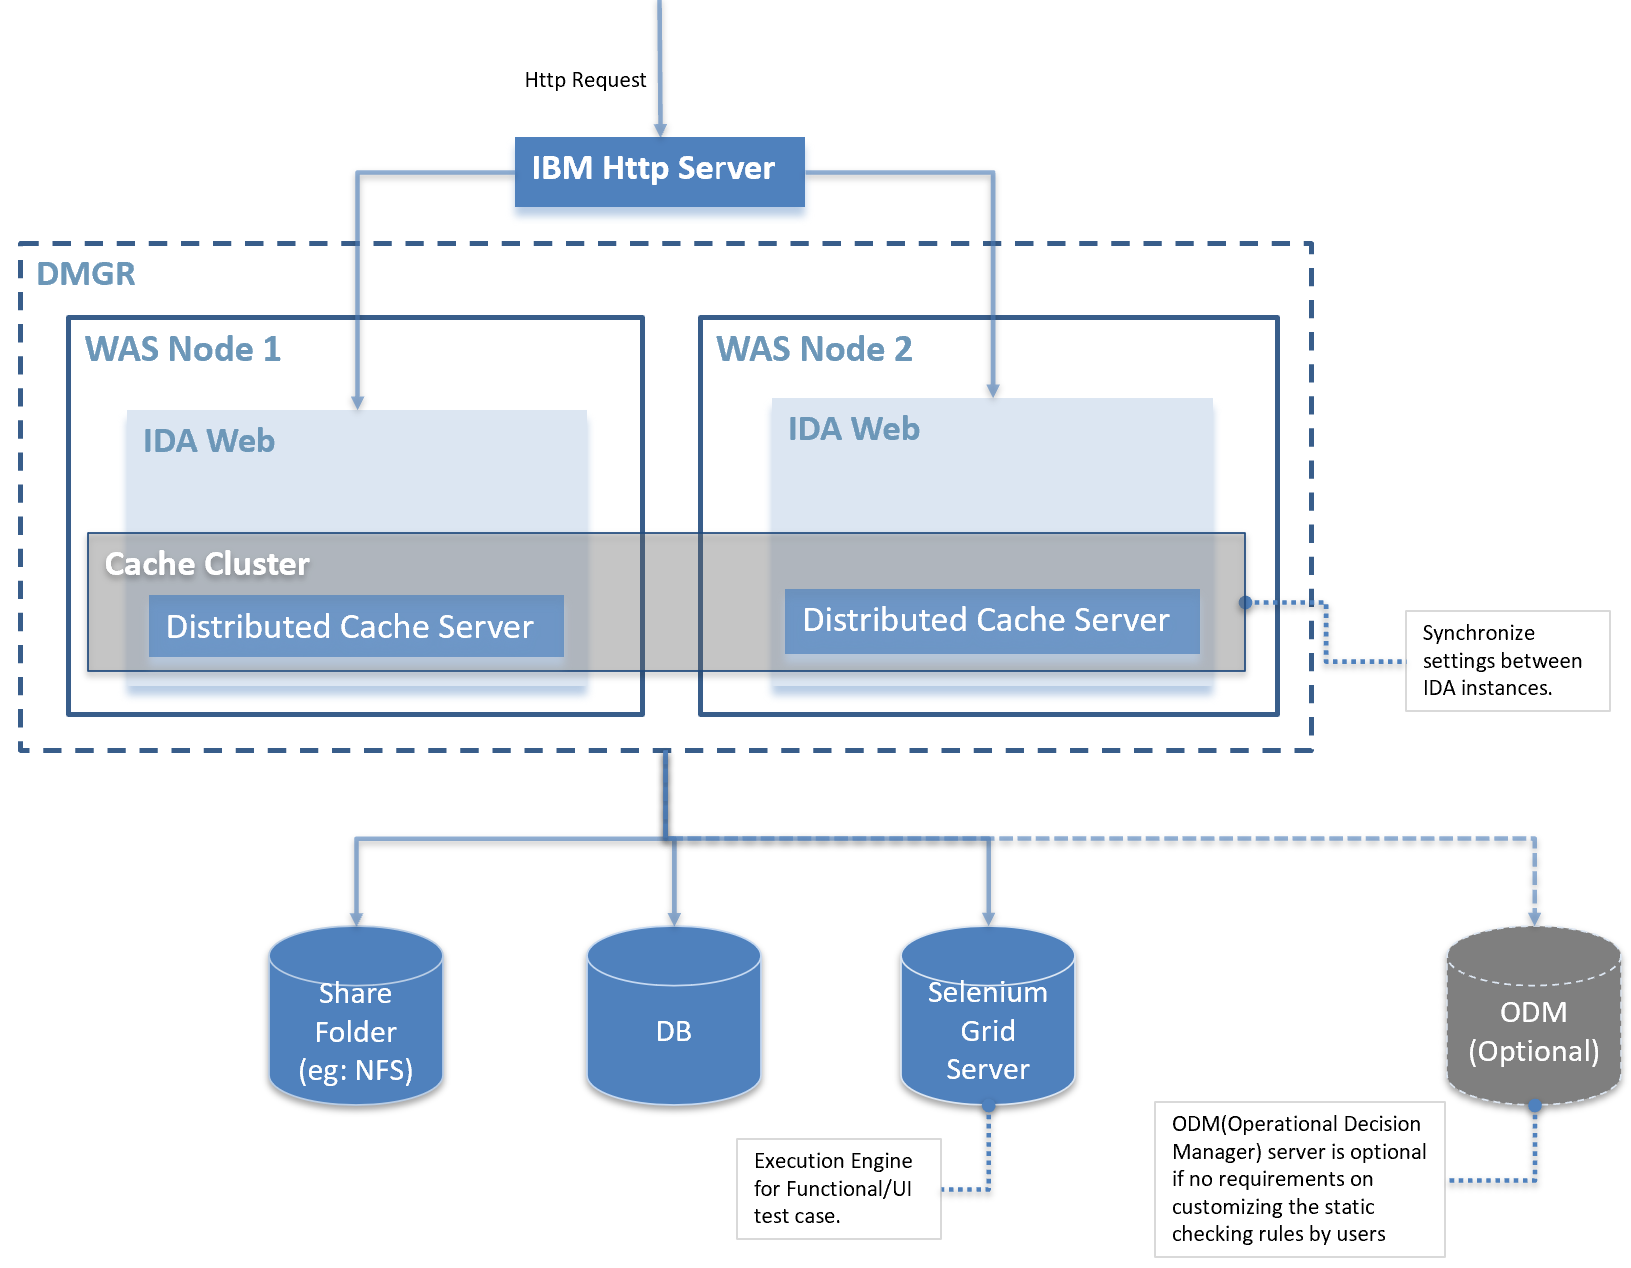 Http Request
IBM Http Server
DMGR
WAS Node 1
WAS Node 2
IDA Web
IDA Web
Cache Cluster
Distributed Cache Server
Distributed Cache Server
Synchronize
settings between
IDA instances.
Share
Folder
(eg: NFS)
DB
Selenium
Grid
Server
ODM
(Optional)
Execution Engine
for Functional/UI
test case.
ODM(Operational Decision
Manager) server is optional
if no requirements on
customizing the static
checking rules by users